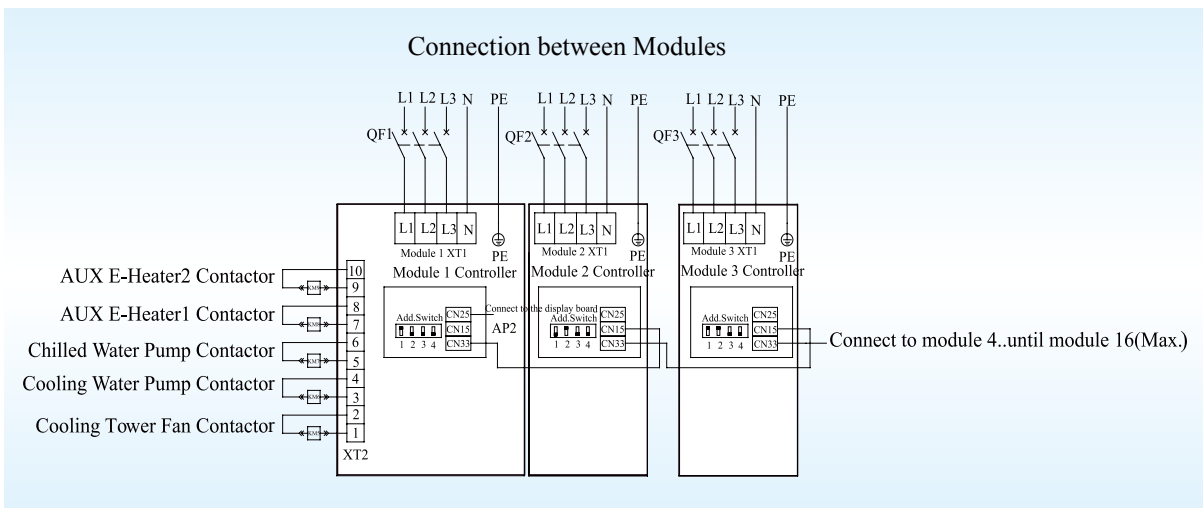 Connection between Modules
L1 L2 L3 N PE
L1 L2 L3 N PE
L1 L2 L3 N PE
QF1
QF2
QF3
L1 L2 L3 N
L1 L2 L3 N
L1 L2 L3 N
Module 1 XT1
PE
Module 2 XT1
PE
Module 3 XT1
PE
Module 1 Controller
Module 2 Controller
Module 3 Controller
AUX E-Heater2 Contactor
KM9
10
9
AUX E-Heater1 Contactor
KM8
8
7
Chilled Water Pump Contactor
KM7
6
5
Cooling Water Pump Contactor
KM6
4
3
Cooling Tower Fan Contactor
KM5
2
1
XT2
Add.Switch
1 2 3 4
CN25
CN15
CN33
Connect to the display board
AP2
Add.Switch
1 2 3 4
CN25
CN15
CN33
Add.Switch
1 2 3 4
CN25
CN15
CN33
Connect to module 4..until module 16(Max.)